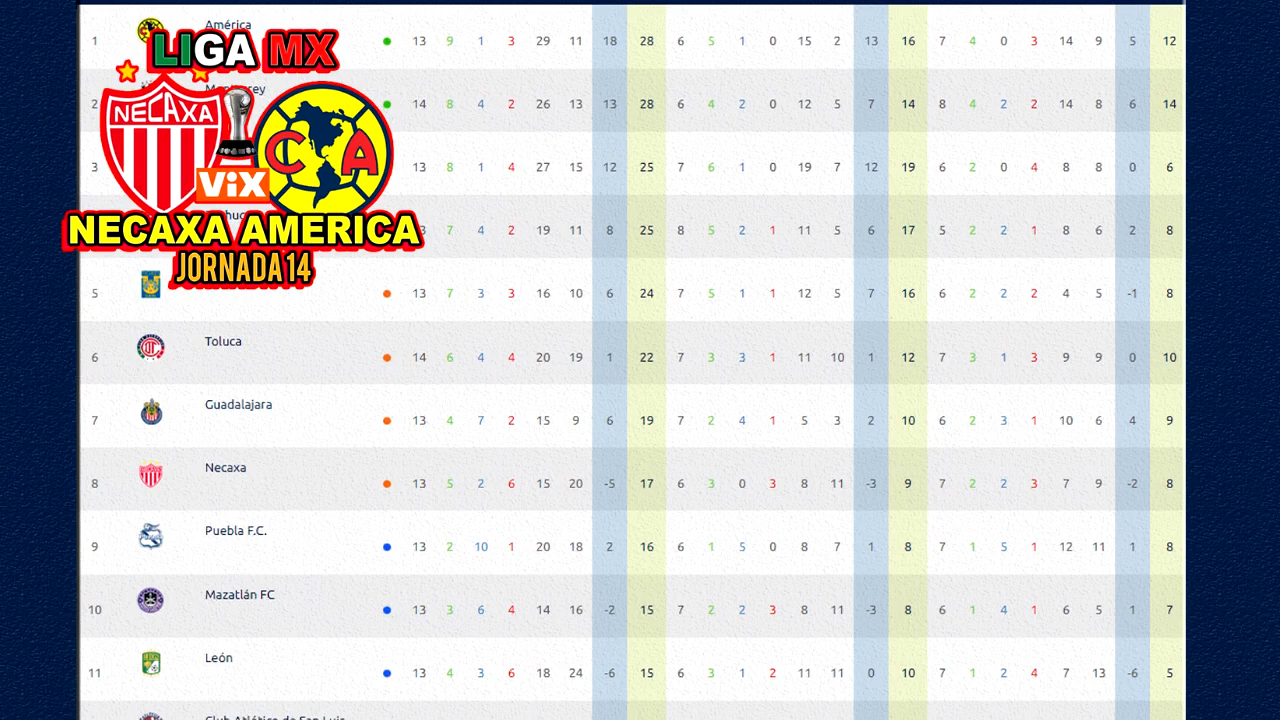 América
1 13 9 1 3 29 11 18 28 6 5 1 0 15 2 13 16 7 4 0 3 14 9 5 12
LIGA MX
2 14 8 4 2 26 13 13 28 6 4 2 0 12 5 7 14 8 4 2 2 14 8 6 14
NECAXA
C A
3 13 8 1 4 27 15 12 25 7 6 1 0 19 7 12 19 6 2 0 4 8 8 0 6
ViX
NECAXA AMERICA
7 4 2 19 11 8 25 8 5 2 1 11 5 6 17 5 2 2 1 8 6 2 8
JORNADA 14
5 13 7 3 3 16 10 6 24 7 5 1 1 12 5 7 16 6 2 2 2 4 5 -1 8
Toluca
6 14 6 4 4 20 19 1 22 7 3 3 1 11 10 1 12 7 3 1 3 9 9 0 10
Guadalajara
7 13 4 7 2 15 9 6 19 7 2 4 1 5 3 2 10 6 2 3 1 10 6 4 9
Necaxa
8 13 5 2 6 15 20 -5 17 6 3 0 3 8 11 -3 9 7 2 2 3 7 9 -2 8
Puebla F.C.
9 13 2 10 1 20 18 2 16 6 1 5 0 8 7 1 8 7 1 5 1 12 11 1 8
Mazatlán FC
10 13 3 6 4 14 16 -2 15 7 2 2 3 8 11 -3 8 6 1 4 1 6 5 1 7
León
11 13 4 3 6 18 24 -6 15 6 3 1 2 11 11 0 10 7 1 2 4 7 13 -6 5
Club Atlético de San Luis